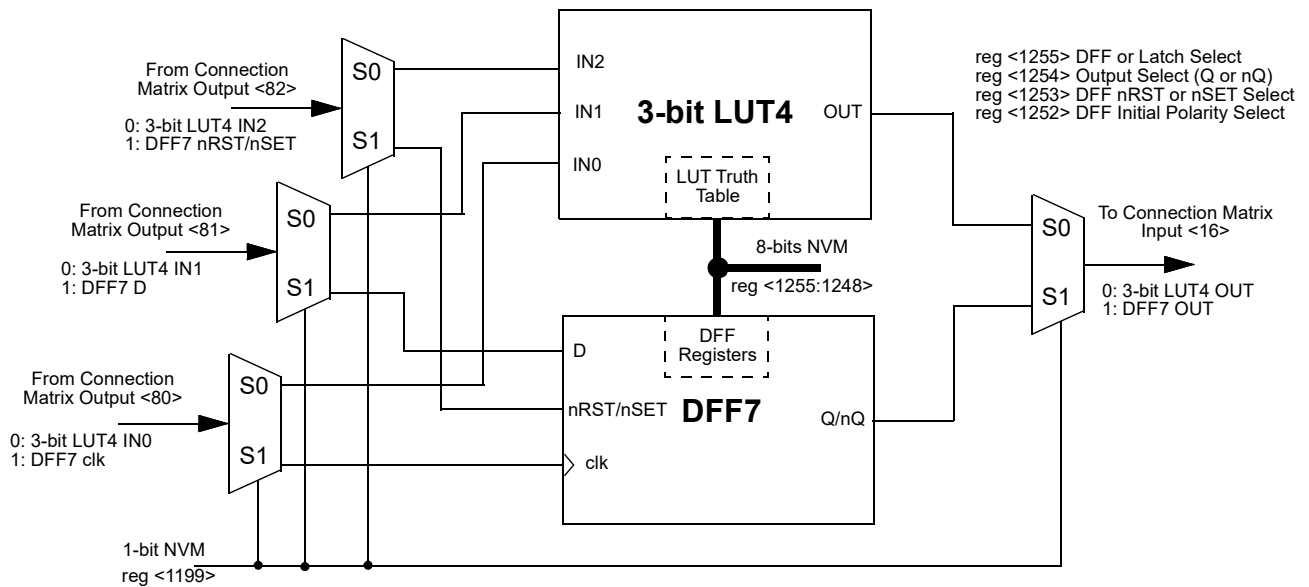 From Connection
Matrix Output <82>
0: 3-bit LUT4 IN2
1: DFF7 nRST/nSET
S0
S1
IN2
IN1
IN0
3-bit LUT4
OUT
LUT Truth
Table
reg <1255> DFF or Latch Select
reg <1254> Output Select (Q or nQ)
reg <1253> DFF nRST or nSET Select
reg <1252> DFF Initial Polarity Select
From Connection
Matrix Output <81>
0: 3-bit LUT4 IN1
1: DFF7 D
S0
S1
8-bits NVM
reg <1255:1248>
S0
S1
To Connection Matrix
Input <16>
0: 3-bit LUT4 OUT
1: DFF7 OUT
From Connection
Matrix Output <80>
0: 3-bit LUT4 IN0
1: DFF7 clk
S0
S1
D
nRST/nSET
clk
DFF
Registers
DFF7
Q/nQ
1-bit NVM
reg <1199>